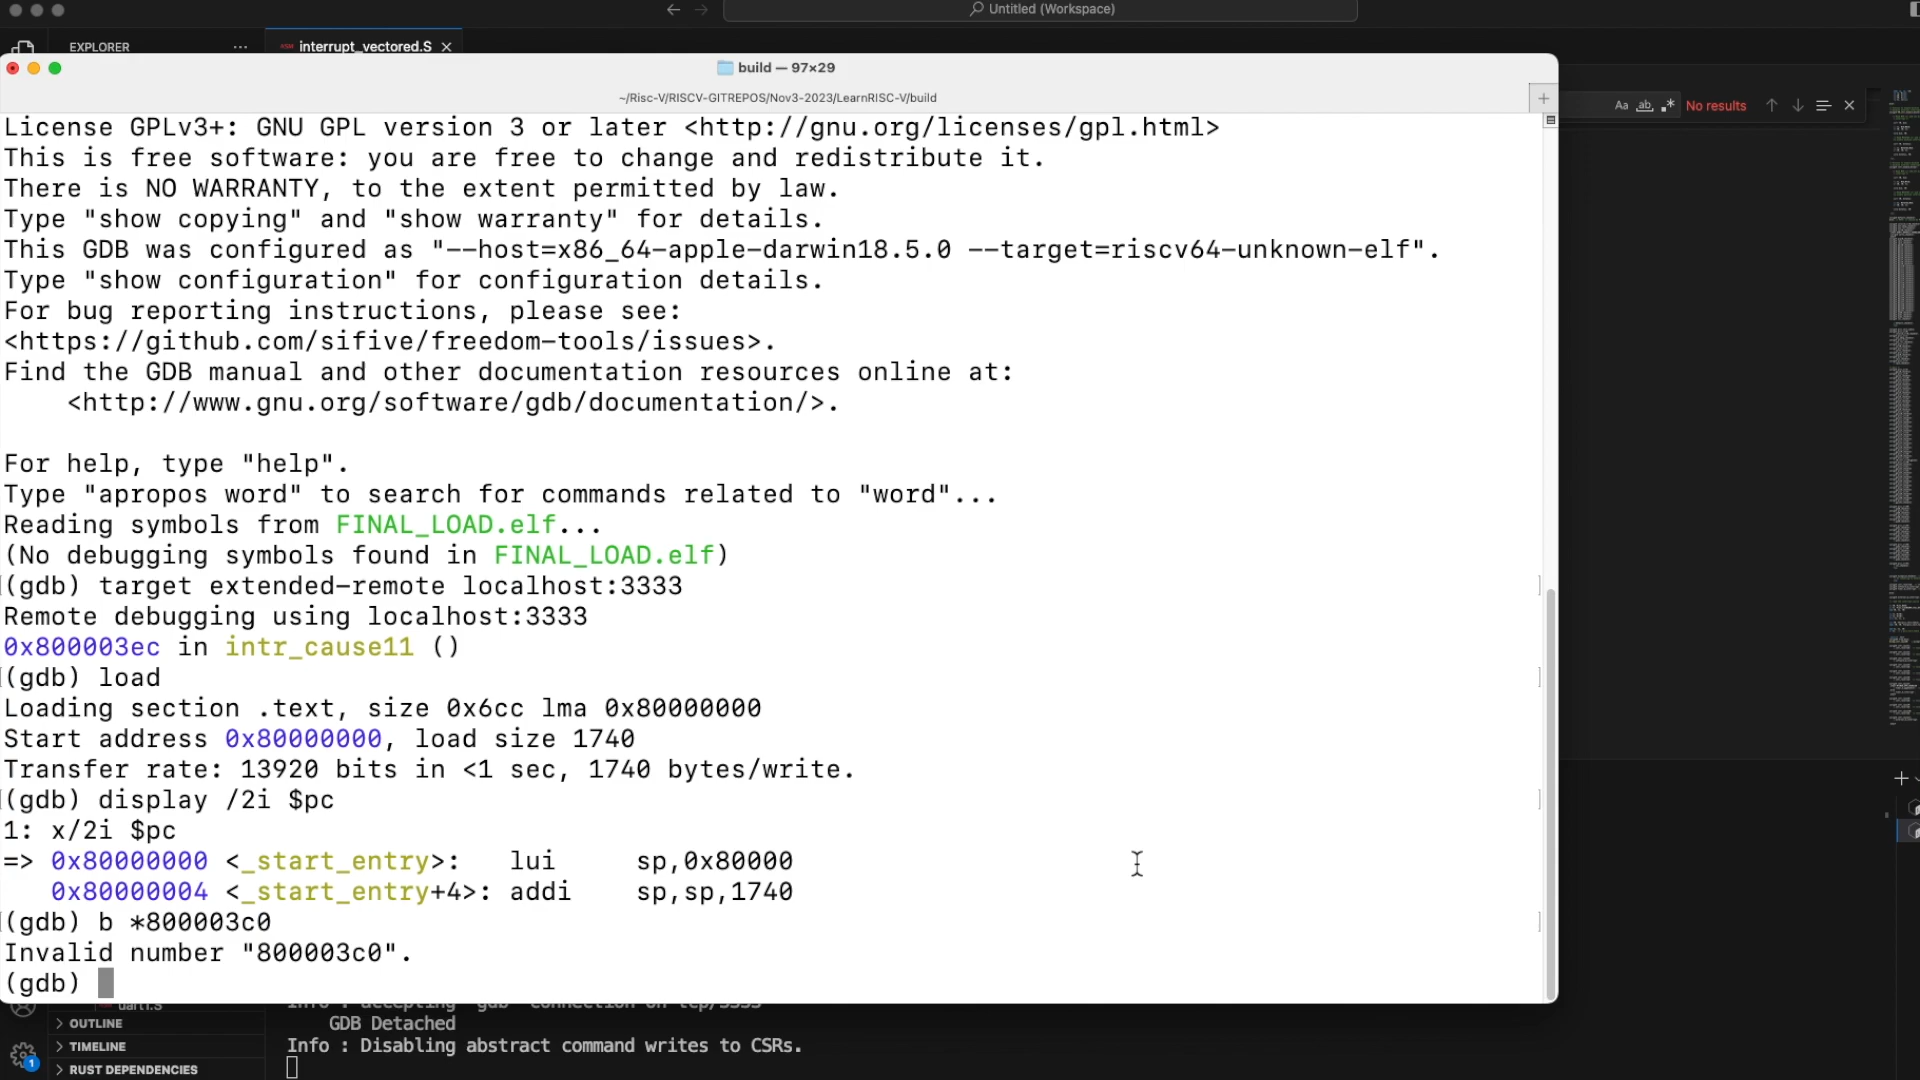 Untitled (Workspace)
EXPLORER
interrupt_vectored.S
build — 97×29
~/Risc-V/RISCV-GITREPOS/Nov3-2023/LearnRISC-V/build
Aa ab No results
License GPLv3+: GNU GPL version 3 or later <http://gnu.org/licenses/gpl.html>
This is free software: you are free to change and redistribute it.
There is NO WARRANTY, to the extent permitted by law.
Type "show copying" and "show warranty" for details.
This GDB was configured as "--host=x86_64-apple-darwin18.5.0 --target=riscv64-unknown-elf".
Type "show configuration" for configuration details.
For bug reporting instructions, please see:
<https://github.com/sifive/freedom-tools/issues>.
Find the GDB manual and other documentation resources online at:
    <http://www.gnu.org/software/gdb/documentation/>.
For help, type "help".
Type "apropos word" to search for commands related to "word"...
Reading symbols from FINAL_LOAD.elf...
(No debugging symbols found in FINAL_LOAD.elf)
(gdb) target extended-remote localhost:3333
Remote debugging using localhost:3333
0x800003ec in intr_cause11 ()
(gdb) load
Loading section .text, size 0x6cc lma 0x80000000
Start address 0x80000000, load size 1740
Transfer rate: 13920 bits in <1 sec, 1740 bytes/write.
(gdb) display /2i $pc
1: x/2i $pc
=> 0x80000000 <_start_entry>:   lui     sp,0x80000
   0x80000004 <_start_entry+4>: addi    sp,sp,1740
(gdb) b *800003c0
Invalid number "800003c0".
(gdb)
OUTLINE
TIMELINE
RUST DEPENDENCIES
1
Info : accepting 'gdb' connection on tcp/3333
GDB Detached
Info : Disabling abstract command writes to CSRs.